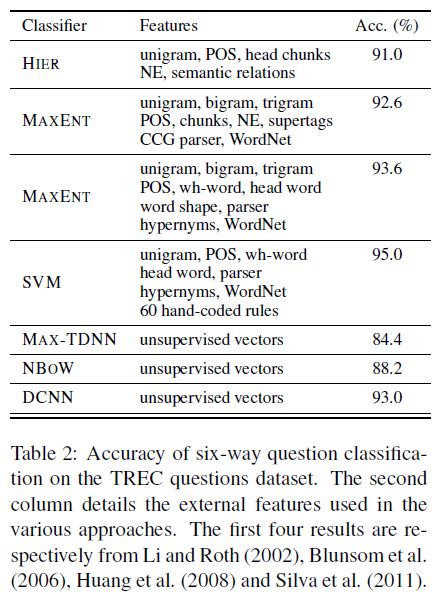 Classifier Features Acc. (%)
HIER unigram, POS, head chunks 91.0
NE, semantic relations
MAXENT unigram, bigram, trigram 92.6
POS, chunks, NE, supertags
CCG parser, WordNet
MAXENT unigram, bigram, trigram 93.6
POS, wh-word, head word
word shape, parser
hypernyms, WordNet
SVM unigram, POS, wh-word 95.0
head word, parser
hypernyms, WordNet
60 hand-coded rules
MAX-TDNN unsupervised vectors 84.4
NBOW unsupervised vectors 88.2
DCNN unsupervised vectors 93.0
Table 2: Accuracy of six-way question classifica-
tion on the TREC questions dataset. The second
column details the external features used in the
various approaches. The first four results are re-
spectively from Li and Roth (2002), Blunsom et al.
(2006), Huang et al. (2008) and Silva et al. (2011).